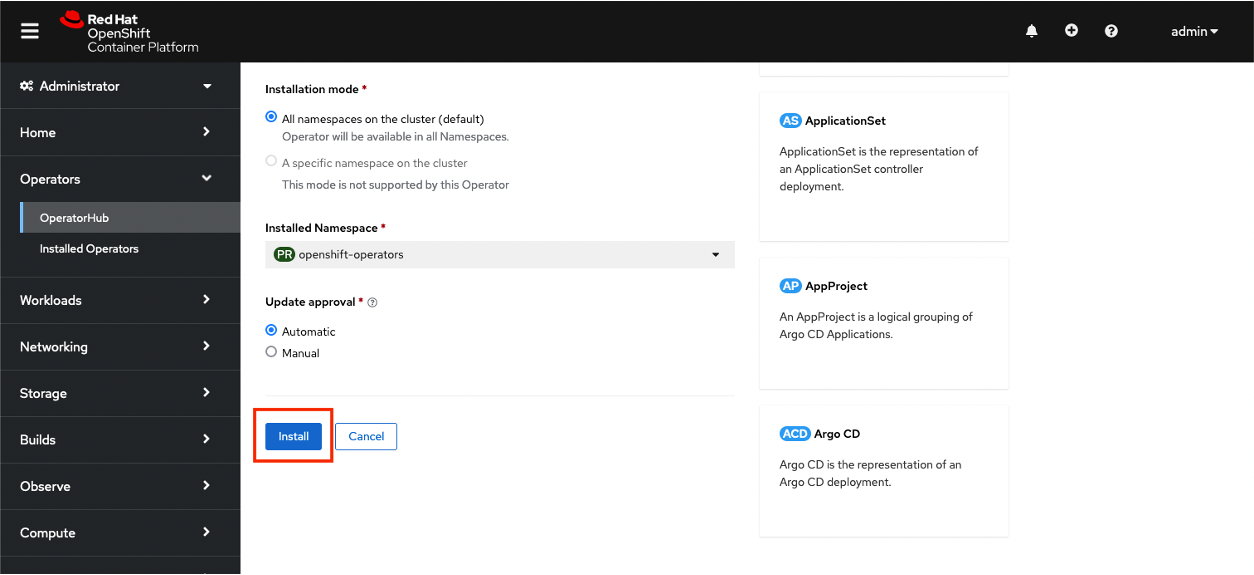 Red Hat
OpenShift
Container Platform
admin
Administrator
Home
Operators
OperatorHub
Installed Operators
Workloads
Networking
Storage
Builds
Observe
Compute
Installation mode *
All namespaces on the cluster (default)
Operator will be available in all Namespaces.
A specific namespace on the cluster
This mode is not supported by this Operator
Installed Namespace *
PR openshift-operators
Update approval *
Automatic
Manual
Install
Cancel
AS ApplicationSet
ApplicationSet is the representation of
an ApplicationSet controller
deployment.
AP AppProject
An AppProject is a logical grouping of
Argo CD Applications.
ACD Argo CD
Argo CD is the representation of an
Argo CD deployment.